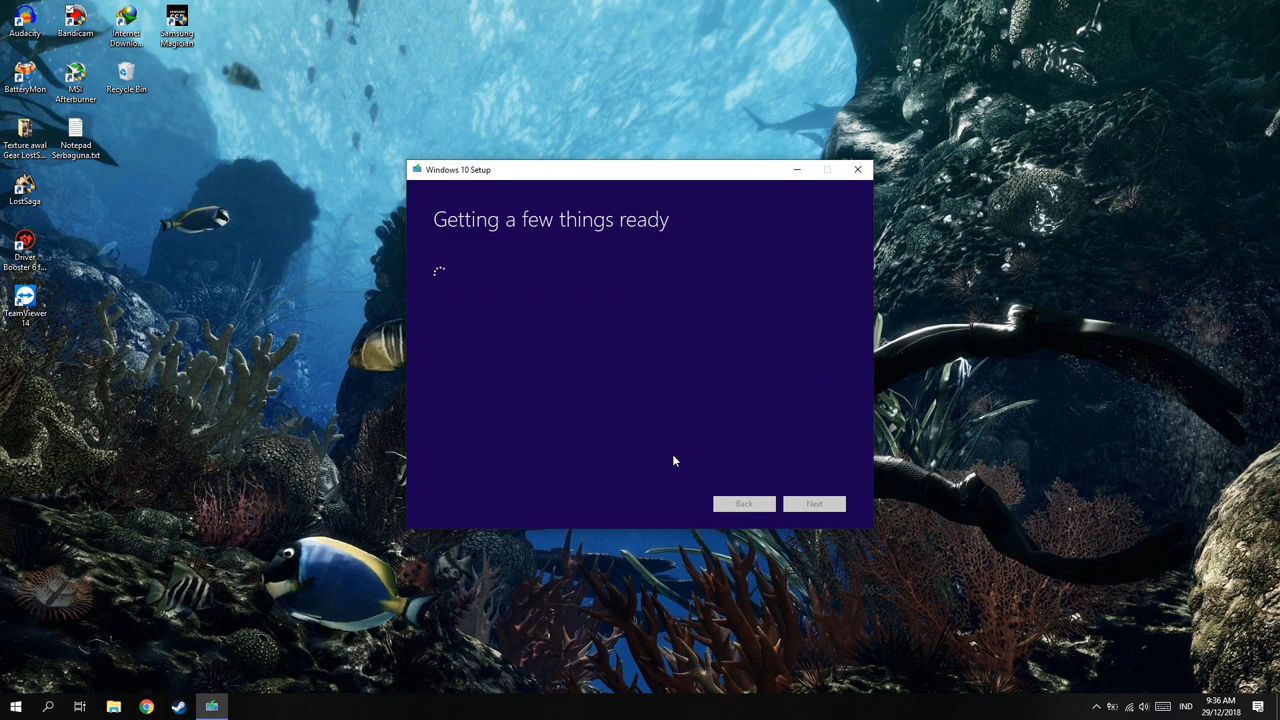 Audacity
Bandicam
Internet
Downlo...
Samsung
Magician
BatteryMon
MSI
Afterburner
Recycle Bin
Texture awal
Gear LostS...
Notepad
Serbaguna.txt
LostSaga
Driver
Booster 6 f...
TeamViewer
14
Windows 10 Setup
Getting a few things ready
Back
Next
IND
9:36 AM
29/12/2018